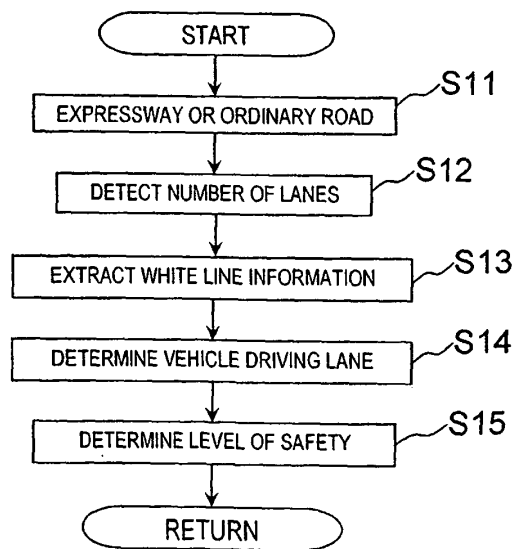 START
EXPRESSWAY OR ORDINARY ROAD
S11
DETECT NUMBER OF LANES
S12
EXTRACT WHITE LINE INFORMATION
S13
DETERMINE VEHICLE DRIVING LANE
S14
DETERMINE LEVEL OF SAFETY
S15
RETURN